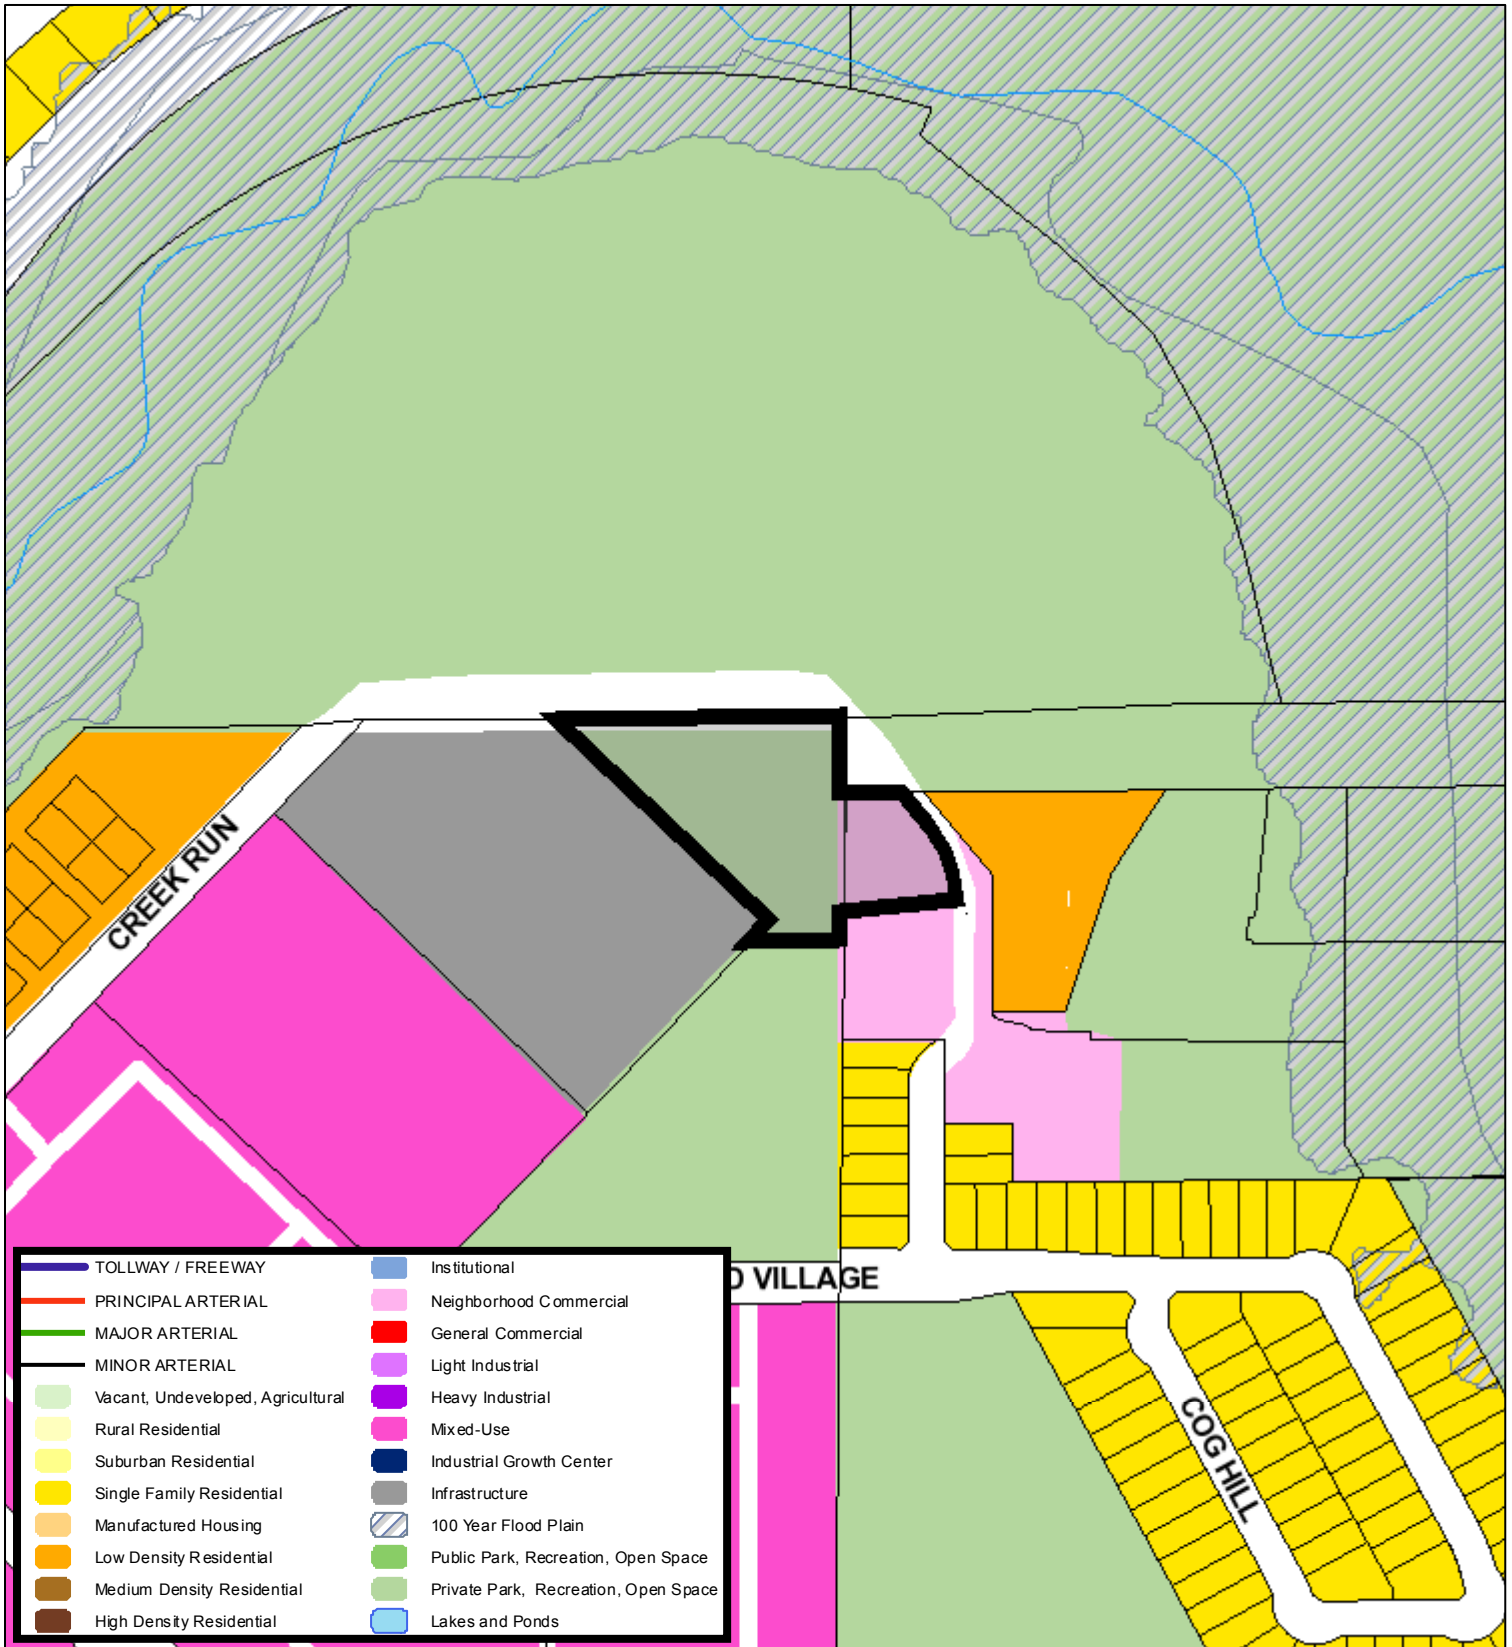 CREEK RUN
VILLAGE
COG HILL
TOLLWAY / FREEWAY
PRINCIPAL ARTERIAL
MAJOR ARTERIAL
MINOR ARTERIAL
Vacant, Undeveloped, Agricultural
Rural Residential
Suburban Residential
Single Family Residential
Manufactured Housing
Low Density Residential
Medium Density Residential
High Density Residential
Institutional
Neighborhood Commercial
General Commercial
Light Industrial
Heavy Industrial
Mixed-Use
Industrial Growth Center
Infrastructure
100 Year Flood Plain
Public Park, Recreation, Open Space
Private Park, Recreation, Open Space
Lakes and Ponds